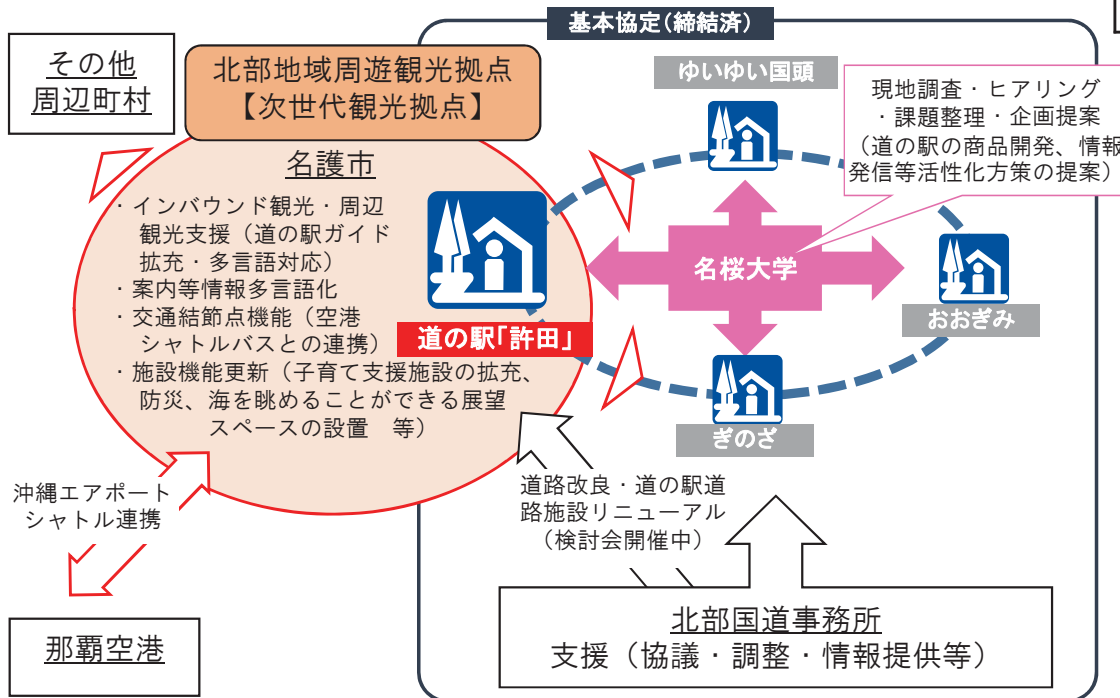 基本協定(締結済)
その他
周辺町村
北部地域周遊観光拠点
【次世代観光拠点】
ゆいゆい国頭
現地調査・ヒアリング
・課題整理・企画提案
(道の駅の商品開発、情報
発信等活性化方策の提案)
名護市
・インバウンド観光・周辺
観光支援(道の駅ガイド
拡充・多言語対応)
・案内等情報多言語化
・交通結節点機能(空港
シャトルバスとの連携)
・施設機能更新(子育て支援施設の拡充、
防災、海を眺めることができる展望
スペースの設置 等)
道の駅「許田」
名桜大学
おおぎみ
ぎのざ
沖縄エアポート
シャトル連携
道路改良・道の駅道
路施設リニューアル
(検討会開催中)
那覇空港
北部国道事務所
支援(協議・調整・情報提供等)